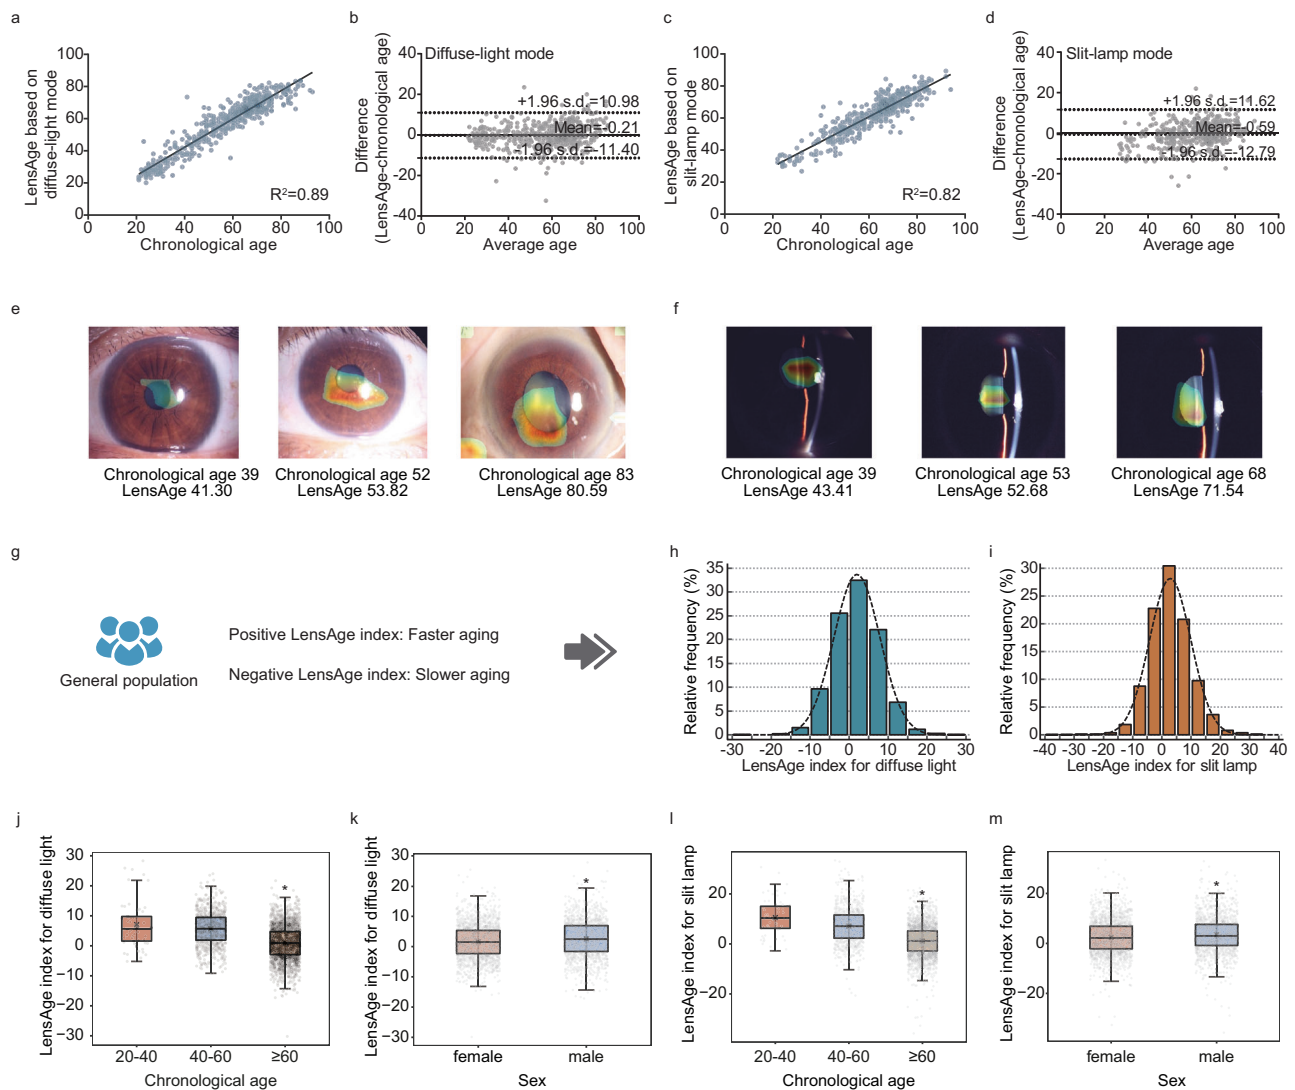 a
LensAge based on
diffuse-light mode
100
80
60
40
20
0
0
20
40
60
80
100
R²=0.89
Chronological age
b
Difference
(LensAge-chronological age)
Diffuse-light mode
40
20
0
-20
-40
+1.96 s.d.=10.98
Mean=-0.21
-1.96 s.d.=-11.40
0
20
40
60
80
100
Average age
c
LensAge based on
slit-lamp mode
100
80
60
40
20
0
0
20
40
60
80
100
R²=0.82
Chronological age
d
Difference
(LensAge-chronological age)
Slit-lamp mode
40
20
0
-20
-40
+1.96 s.d.=11.62
Mean=-0.59
-1.96 s.d.=-12.79
0
20
40
60
80
100
Average age
e
Chronological age 39
LensAge 41.30
Chronological age 52
LensAge 53.82
Chronological age 83
LensAge 80.59
f
Chronological age 39
LensAge 43.41
Chronological age 53
LensAge 52.68
Chronological age 68
LensAge 71.54
g
General population
Positive LensAge index: Faster aging
Negative LensAge index: Slower aging
h
Relative frequency (%)
35
30
25
20
15
10
5
0
-30
-20
-10
0
10
20
30
LensAge index for diffuse light
i
Relative frequency (%)
30
25
20
15
10
5
0
-40
-30
-20
-10
0
10
20
30
40
LensAge index for slit lamp
j
LensAge index for diffuse light
30
20
10
0
−10
−20
−30
*
20-40
40-60
≥60
Chronological age
k
LensAge index for diffuse light
30
20
10
0
−10
−20
−30
*
female
male
Sex
l
LensAge index for slit lamp
20
0
−20
*
20-40
40-60
≥60
Chronological age
m
LensAge index for slit lamp
20
0
−20
*
female
male
Sex